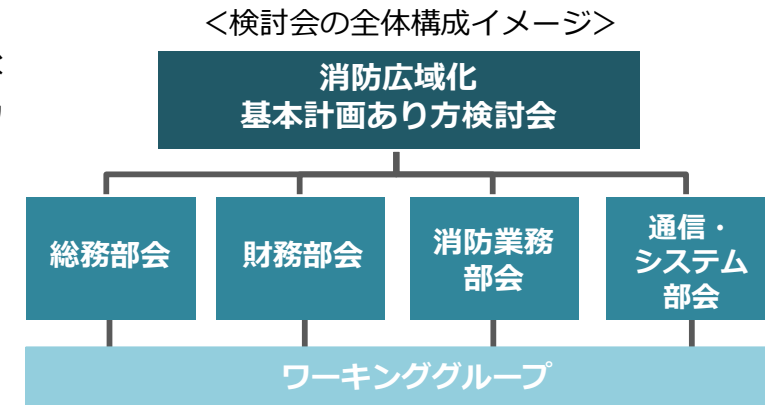 ＜検討会の全体構成イメージ＞
消防広域化
基本計画あり方検討会
総務部会
財務部会
消防業務
部会
通信・
システム
部会
ワーキンググループ